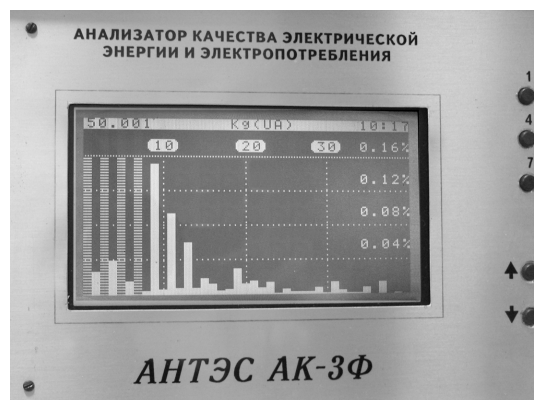 АНАЛИЗАТОР КАЧЕСТВА ЭЛЕКТРИЧЕСКОЙ
ЭНЕРГИИ И ЭЛЕКТРОПОТРЕБЛЕНИЯ
50.001 Kg(UA) 10:17
10 20 30 0.16%
0.12%
0.08%
0.04%
1
4
7
АНТЭС АК-3Ф